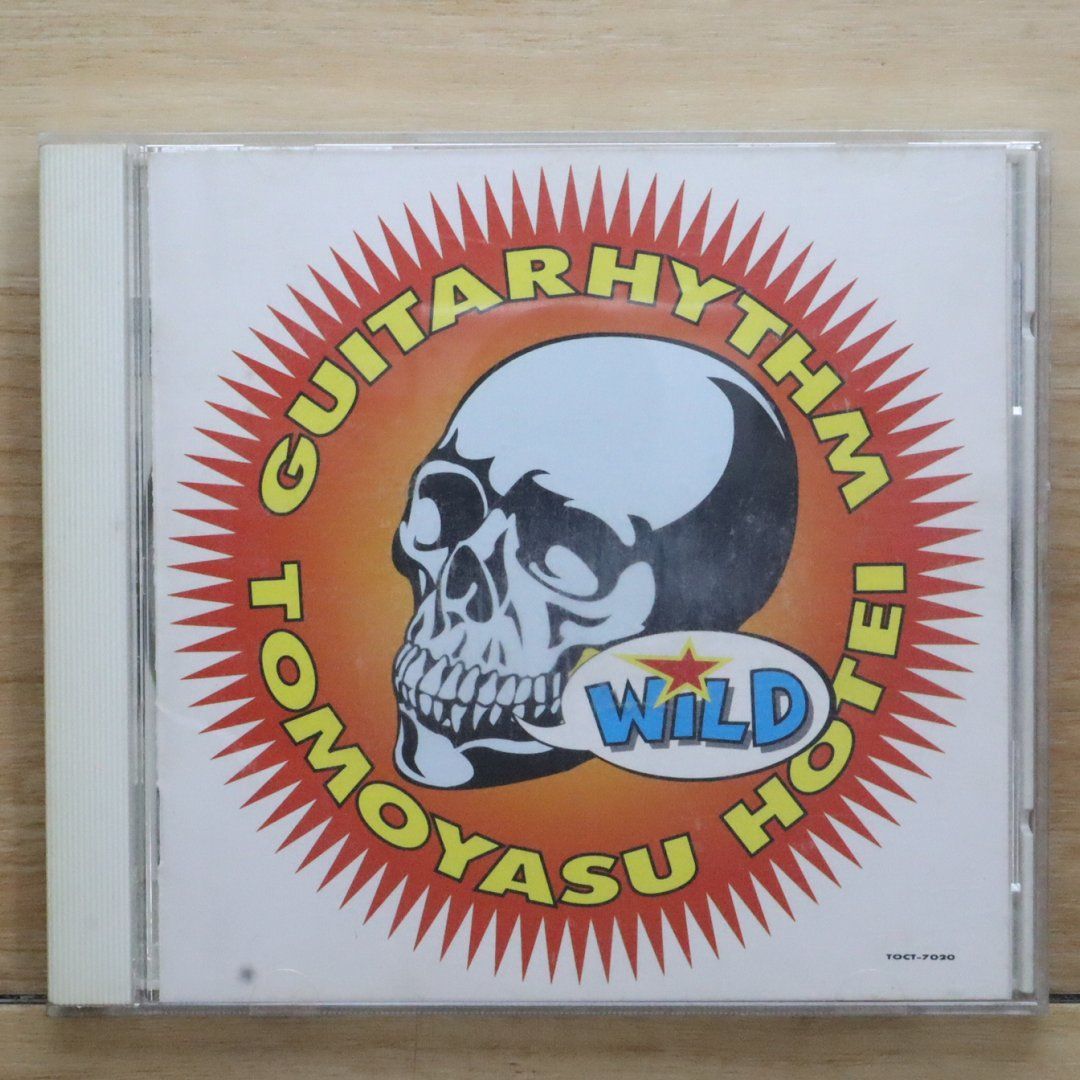 GUITARHYTHM
WiLD
TOMOYASU HOTEI
TOCT-7020